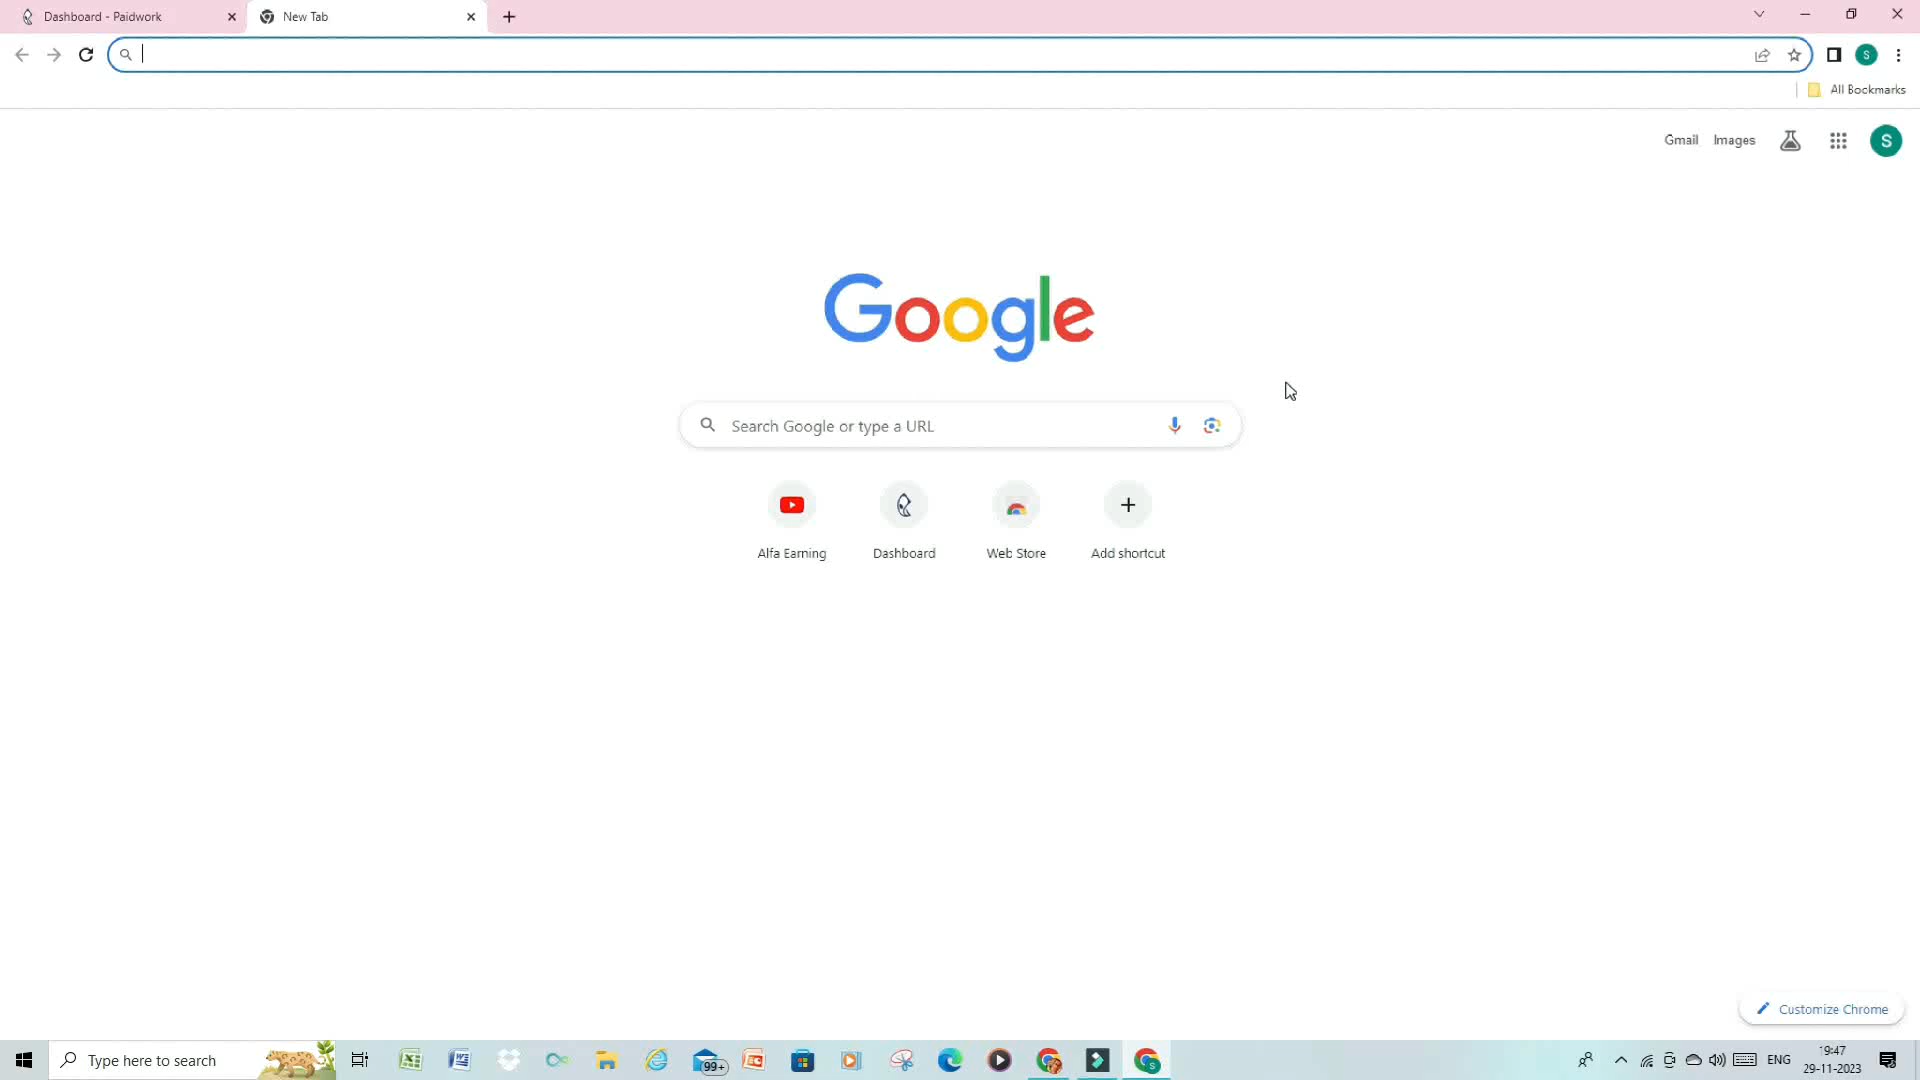 Dashboard - Paidwork
New Tab
All Bookmarks
Gmail Images
S
S
Google
Search Google or type a URL
Alfa Earning
Dashboard
Web Store
Add shortcut
Customize Chrome
Type here to search
99+
ENG
19:47
29-11-2023